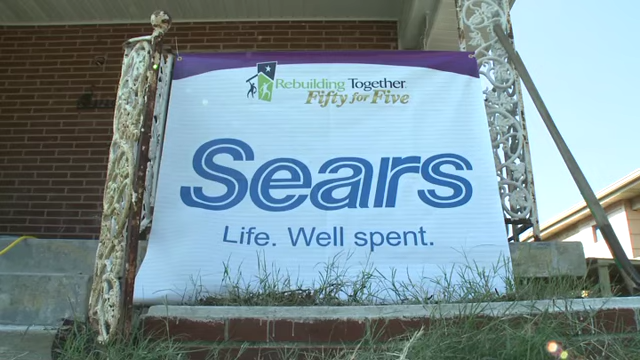 Rebuilding Together
Fifty for Five
Sears
Life. Well spent.